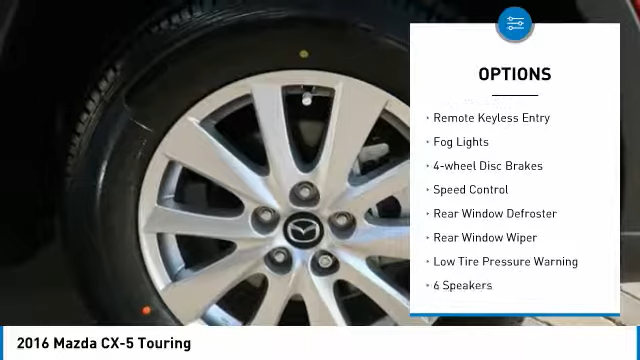 OPTIONS
Remote Keyless Entry
Fog Lights
4-wheel Disc Brakes
Speed Control
Rear Window Defroster
Rear Window Wiper
Low Tire Pressure Warning
6 Speakers
2016 Mazda CX-5 Touring